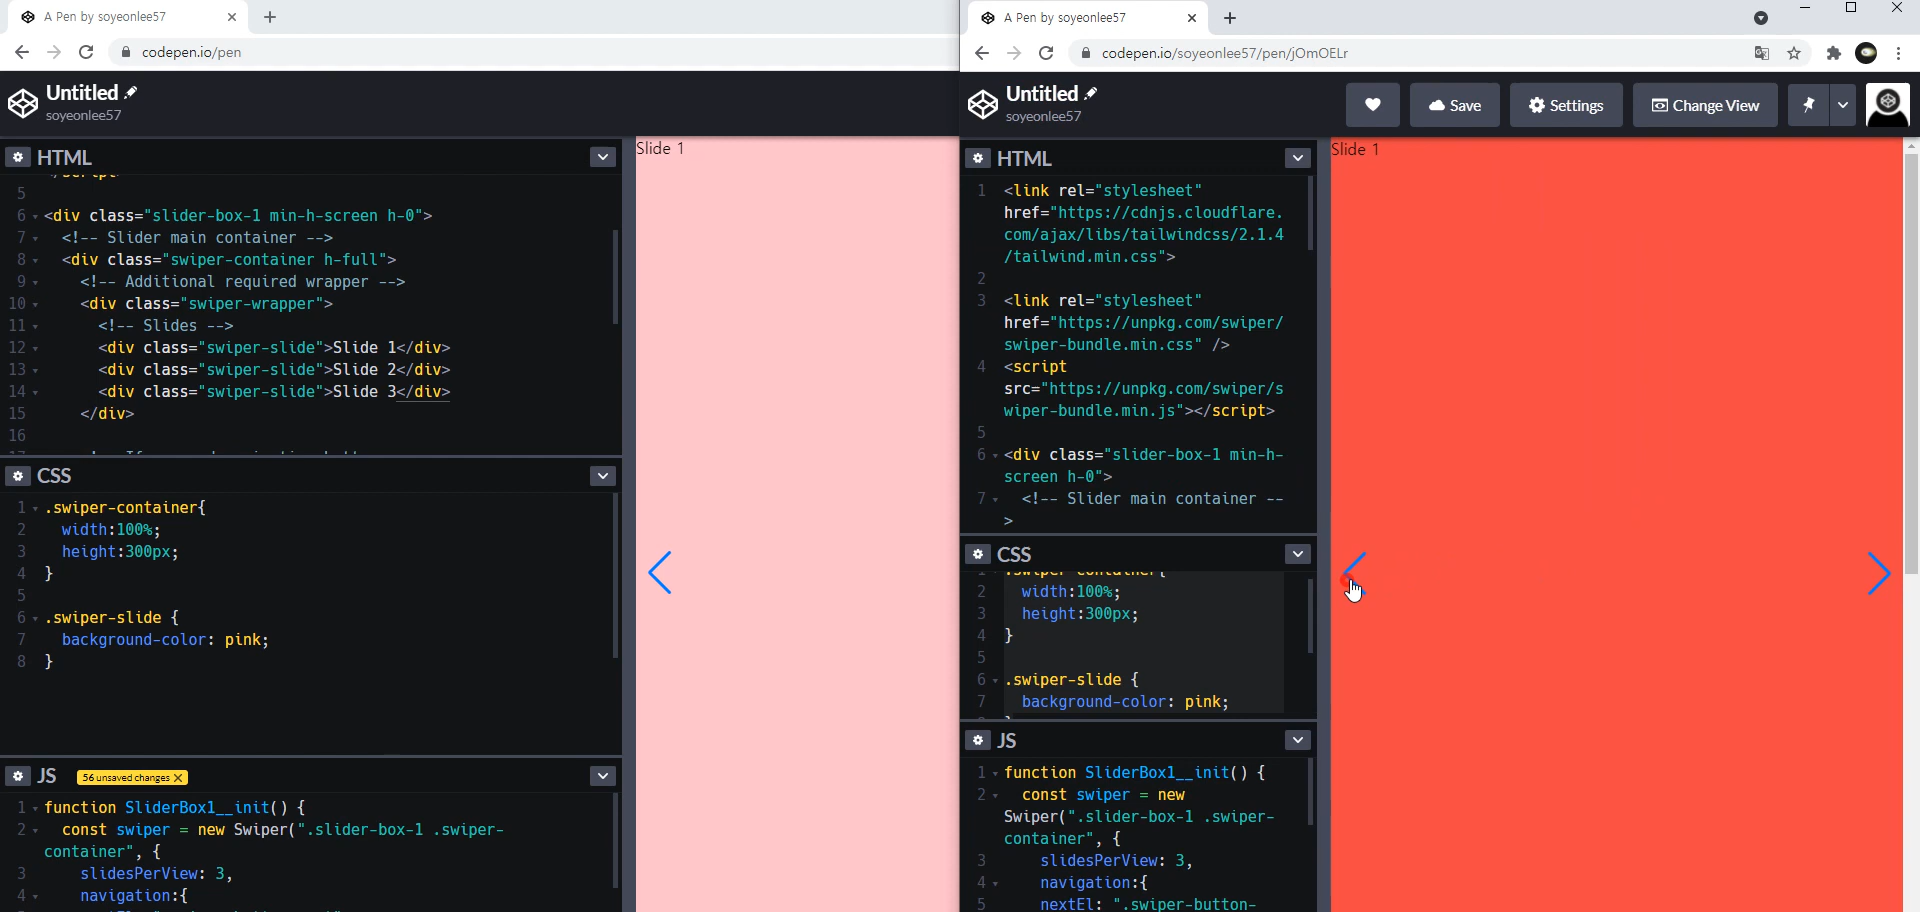 A Pen by soyeonlee57
codepen.io/pen
Untitled
soyeonlee57
HTML
5
6 <div class="slider-box-1 min-h-screen h-0">
7 <!-- Slider main container -->
8 <div class="swiper-container h-full">
9 <!-- Additional required wrapper -->
10 <div class="swiper-wrapper">
11 <!-- Slides -->
12 <div class="swiper-slide">Slide 1</div>
13 <div class="swiper-slide">Slide 2</div>
14 <div class="swiper-slide">Slide 3</div>
15 </div>
16
CSS
1 .swiper-container{
2 width:100%;
3 height:300px;
4 }
5
6 .swiper-slide {
7 background-color: pink;
8 }
JS 56 unsaved changes
1 function SliderBox1__init() {
2 const swiper = new Swiper(".slider-box-1 .swiper-
container", {
3 slidesPerView: 3,
4 navigation:{
Slide 1
A Pen by soyeonlee57
codepen.io/soyeonlee57/pen/jOmOELr
Untitled
soyeonlee57
Save
Settings
Change View
HTML
1 <link rel="stylesheet"
href="https://cdnjs.cloudflare.
com/ajax/libs/tailwindcss/2.1.4
/tailwind.min.css">
2
3 <link rel="stylesheet"
href="https://unpkg.com/swiper/
swiper-bundle.min.css" />
4 <script
src="https://unpkg.com/swiper/s
wiper-bundle.min.js"></script>
5
6 <div class="slider-box-1 min-h-
screen h-0">
7 <!-- Slider main container --
>
CSS
.swiper-container{
2 width:100%;
3 height:300px;
4 }
5
6 .swiper-slide {
7 background-color: pink;
JS
1 function SliderBox1__init() {
2 const swiper = new
Swiper(".slider-box-1 .swiper-
container", {
3 slidesPerView: 3,
4 navigation:{
5 nextEl: ".swiper-button-
Slide 1